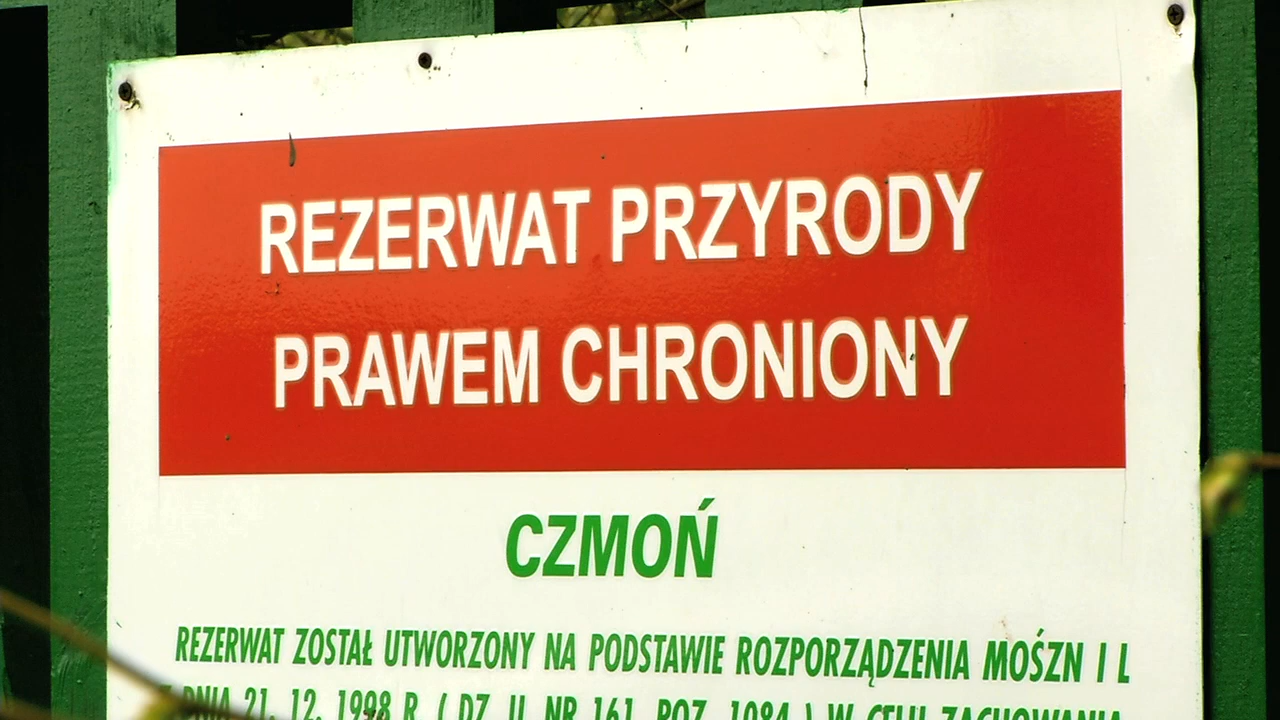 REZERWAT PRZYRODY
PRAWEM CHRONIONY
CZMOŃ
REZERWAT ZOSTAŁ UTWORZONY NA PODSTAWIE ROZPORZĄDZENIA MOŚZN I L
Z DNIA 21. 12. 1998 R. ( DZ. U. NR 161, POZ. 1084 ) W CELU ZACHOWANIA